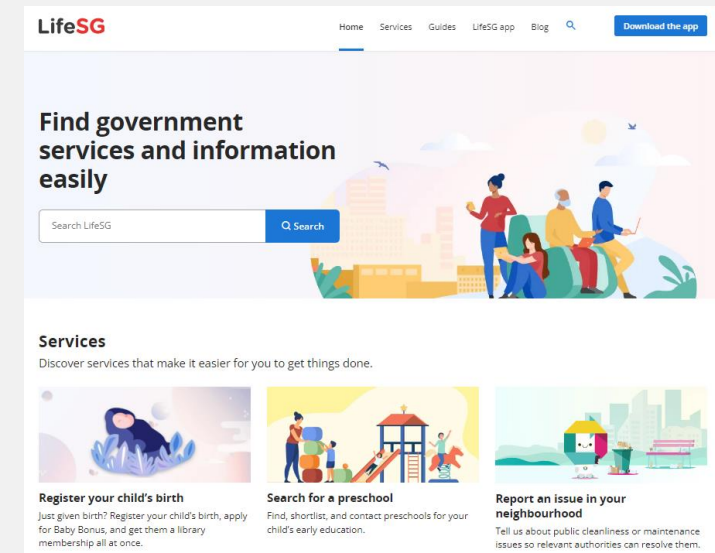 LifeSG
Home Services Guides LifeSG app Blog
Download the app
Find government
services and information
easily
Search LifeSG
Search
Services
Discover services that make it easier for you to get things done.
Register your child's birth
Just given birth? Register your child's birth, apply
for Baby Bonus, and get them a library
membership all at once.
Search for a preschool
Find, shortlist, and contact preschools for your
child's early education.
Report an issue in your
neighbourhood
Tell us about public cleanliness or maintenance
issues so relevant authorities can resolve them.